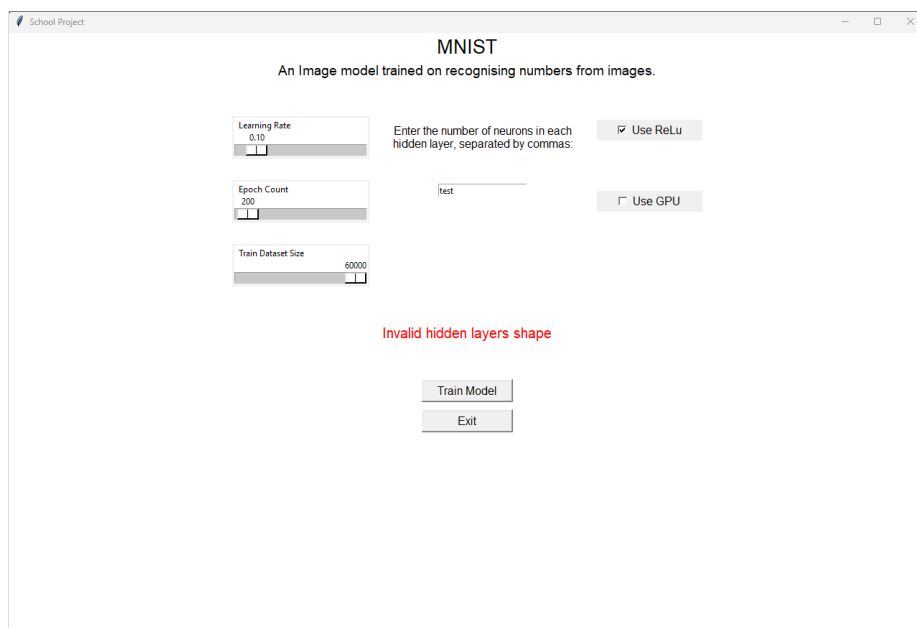 School Project
MNIST
An Image model trained on recognising numbers from images.
Learning Rate
0.10
Enter the number of neurons in each
hidden layer, separated by commas:
Use ReLu
Epoch Count
200
test
Use GPU
Train Dataset Size
60000
Invalid hidden layers shape
Train Model
Exit